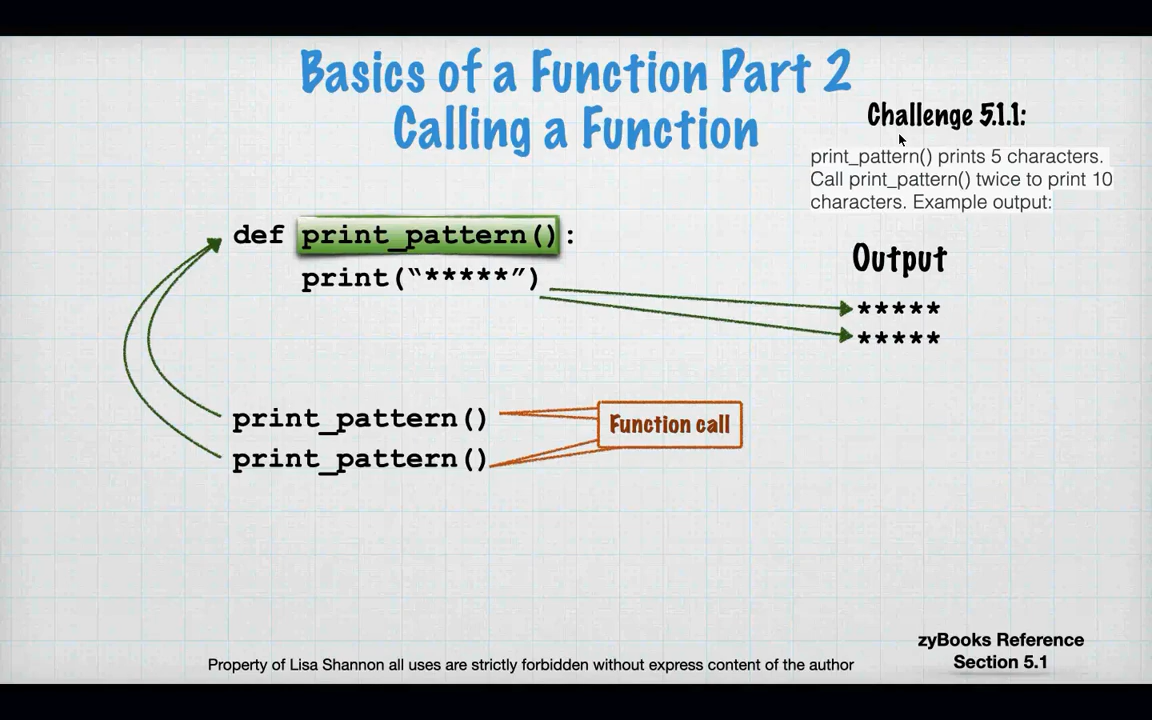 Basics of a Function Part 2
Calling a Function
Challenge 5.1.1:
print_pattern() prints 5 characters.
Call print_pattern() twice to print 10
characters. Example output:
def print_pattern():
print(“*****”)
Output
*****
*****
print_pattern()
print_pattern()
Function call
zyBooks Reference
Section 5.1
Property of Lisa Shannon all uses are strictly forbidden without express content of the author